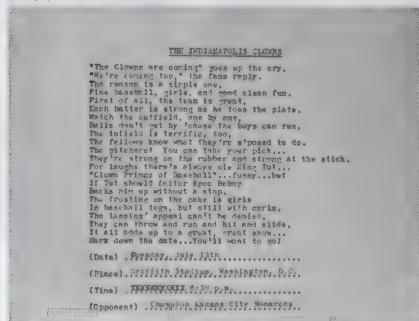 THE INDIANAPOLIS CLOWNS
"The Clowns are coming" goes up the cry,
"We're coming too," the fans reply.
The reason is a simple one,
Fine baseball, girls, and good clean fun.
First of all, the team is great,
Each batter is strong as he toes the plate.
Watch the outfield, one by one,
Balls don't get by 'chuse the boys can run.
The infield is terrific, too,
The fellows know what they're s'posed to do.
The pitchers? You can take your pick...
They're strong on the rubber and strong at the stick.
For laughs there's always ole King Tut...
"Clown Prince of Baseball"...funny...but
If Tut should falter Spec Bebop
Backs him up without a stop.
The frosting on the cake is girls
In baseball togs, but still with curls.
The lassies' appeal can't be denied,
They can throw and run and hit and slide.
It all adds up to a great, great show...
Mark down the date...You'll want to go!
(Date) . Tuesday, July 13th
(Place) . Griffith Stadium, Washington, D.C.
(Time) . 8:30 p.m.
(Opponent) . Champion Kansas City Monarchs